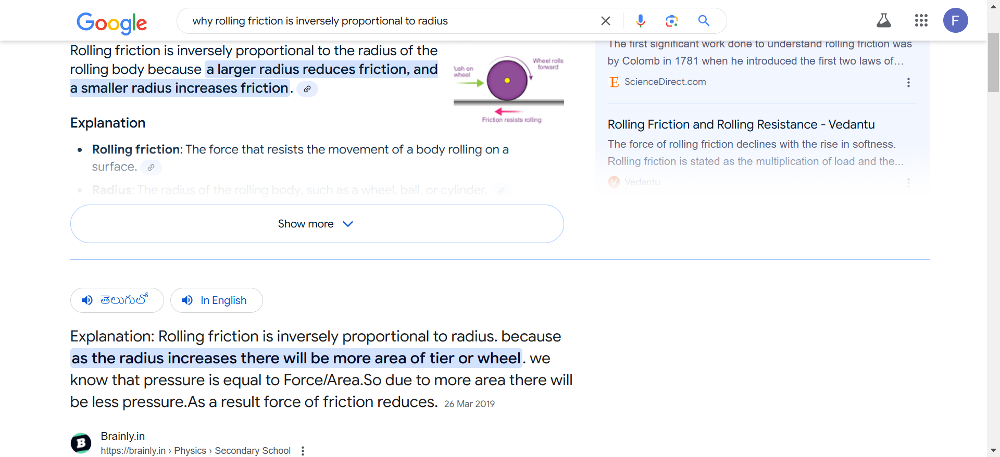 Google
why rolling friction is inversely proportional to radius
F
Rolling friction is inversely proportional to the radius of the
rolling body because a larger radius reduces friction, and
a smaller radius increases friction.
ush on
wheel
Wheel rolls
forward
Friction resists rolling
Explanation
• Rolling friction: The force that resists the movement of a body rolling on a
surface.
• Radius: The radius of the rolling body, such as a wheel, ball, or cylinder.
Show more
The first significant work done to understand rolling friction was
by Colomb in 1781 when he introduced the first two laws of...
E ScienceDirect.com
Rolling Friction and Rolling Resistance - Vedantu
The force of rolling friction declines with the rise in softness.
Rolling friction is stated as the multiplication of load and the...
V Vedantu
తెలుగులో
In English
Explanation: Rolling friction is inversely proportional to radius. because
as the radius increases there will be more area of tier or wheel. we
know that pressure is equal to Force/Area.So due to more area there will
be less pressure.As a result force of friction reduces. 26 Mar 2019
B
Brainly.in
https://brainly.in › Physics › Secondary School